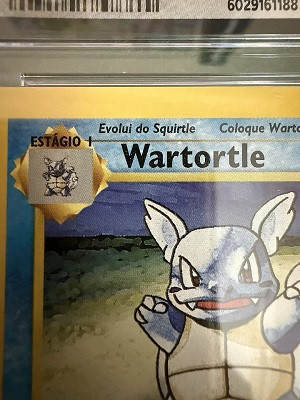 6029161188
Evolui do Squirtle Coloque Warto
ESTÁGIO 1
Wartortle